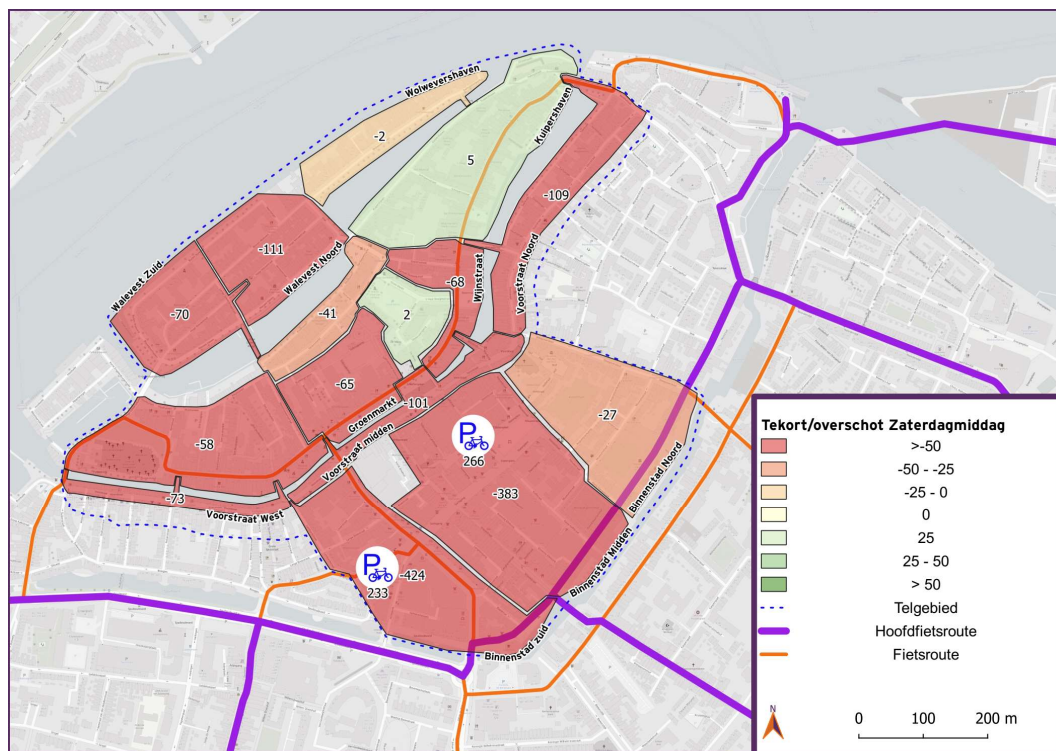 Wolwevershaven
-2
5
Kuipershaven
-109
Voorstraat Noord
-111
Walevest Noord
Walevest Zuid
-70
-68
Wijnstraat
-41
2
-65
Groenmarkt
-101
Voorstraat midden
-27
Binnenstad Noord
-58
P
266
-383
-73
Voorstraat West
Binnenstad Midden
P
-424
233
Binnenstad zuid
Tekort/overschot Zaterdagmiddag
>-50
-50 - -25
-25 - 0
0
25
25 - 50
> 50
Telgebied
Hoofdfietsroute
Fietsroute
N
0 100 200 m